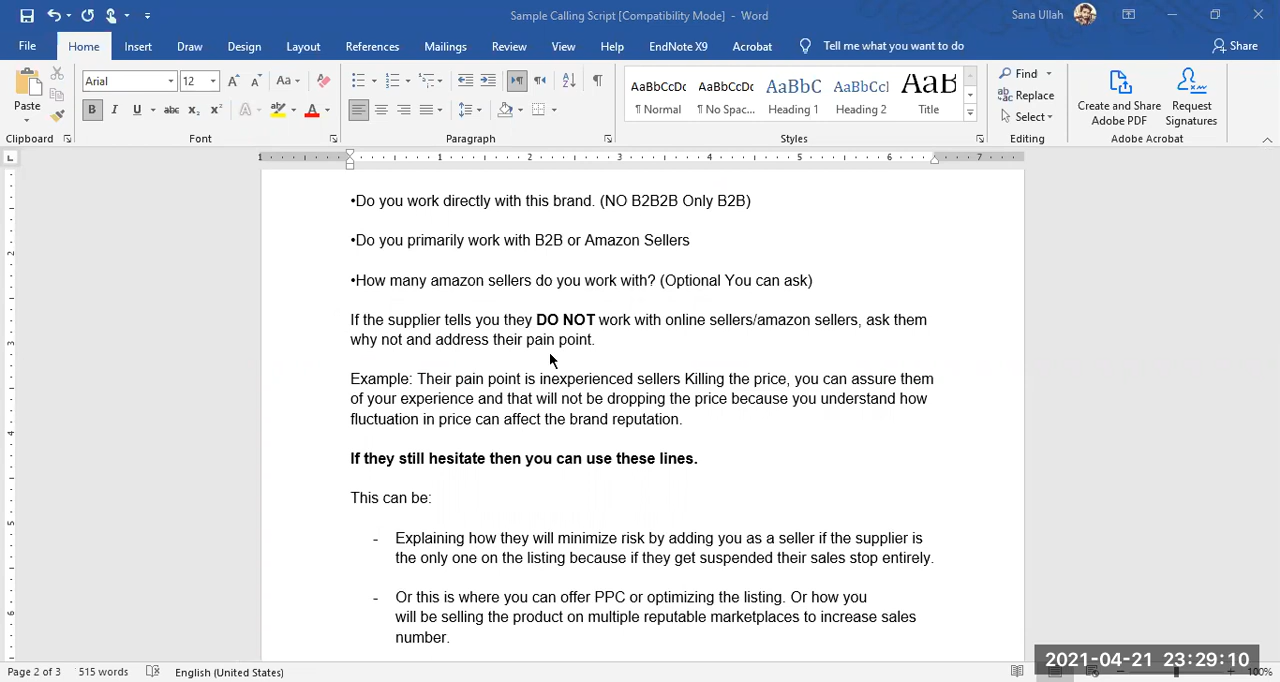 Sample Calling Script [Compatibility Mode] - Word
Sana Ullah
File Home Insert Draw Design Layout References Mailings Review View Help EndNote X9 Acrobat Tell me what you want to do Share
Paste
Clipboard
Arial 12
Font
Paragraph
AaBbCcDc AaBbCcDc AaBbC AaBbCcl AaB
¶ Normal ¶ No Spac... Heading 1 Heading 2 Title
Styles
Find
Replace
Select
Editing
Create and Share Adobe PDF
Request Signatures
Adobe Acrobat
1 1 2 3 4 5 6 7
•Do you work directly with this brand. (NO B2B2B Only B2B)
•Do you primarily work with B2B or Amazon Sellers
•How many amazon sellers do you work with? (Optional You can ask)
If the supplier tells you they DO NOT work with online sellers/amazon sellers, ask them
why not and address their pain point.
Example: Their pain point is inexperienced sellers Killing the price, you can assure them
of your experience and that will not be dropping the price because you understand how
fluctuation in price can affect the brand reputation.
If they still hesitate then you can use these lines.
This can be:
- Explaining how they will minimize risk by adding you as a seller if the supplier is
the only one on the listing because if they get suspended their sales stop entirely.
- Or this is where you can offer PPC or optimizing the listing. Or how you
will be selling the product on multiple reputable marketplaces to increase sales
number.
Page 2 of 3 515 words English (United States) 100%
2021-04-21 23:29:10